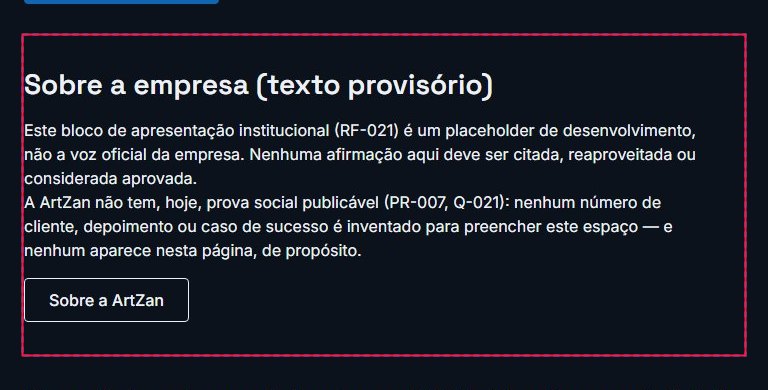 Sobre a empresa (texto provisório)
Este bloco de apresentação institucional (RF-021) é um placeholder de desenvolvimento,
não a voz oficial da empresa. Nenhuma afirmação aqui deve ser citada, reaproveitada ou
considerada aprovada.
A ArtZan não tem, hoje, prova social publicável (PR-007, Q-021): nenhum número de
cliente, depoimento ou caso de sucesso é inventado para preencher este espaço — e
nenhum aparece nesta página, de propósito.
Sobre a ArtZan